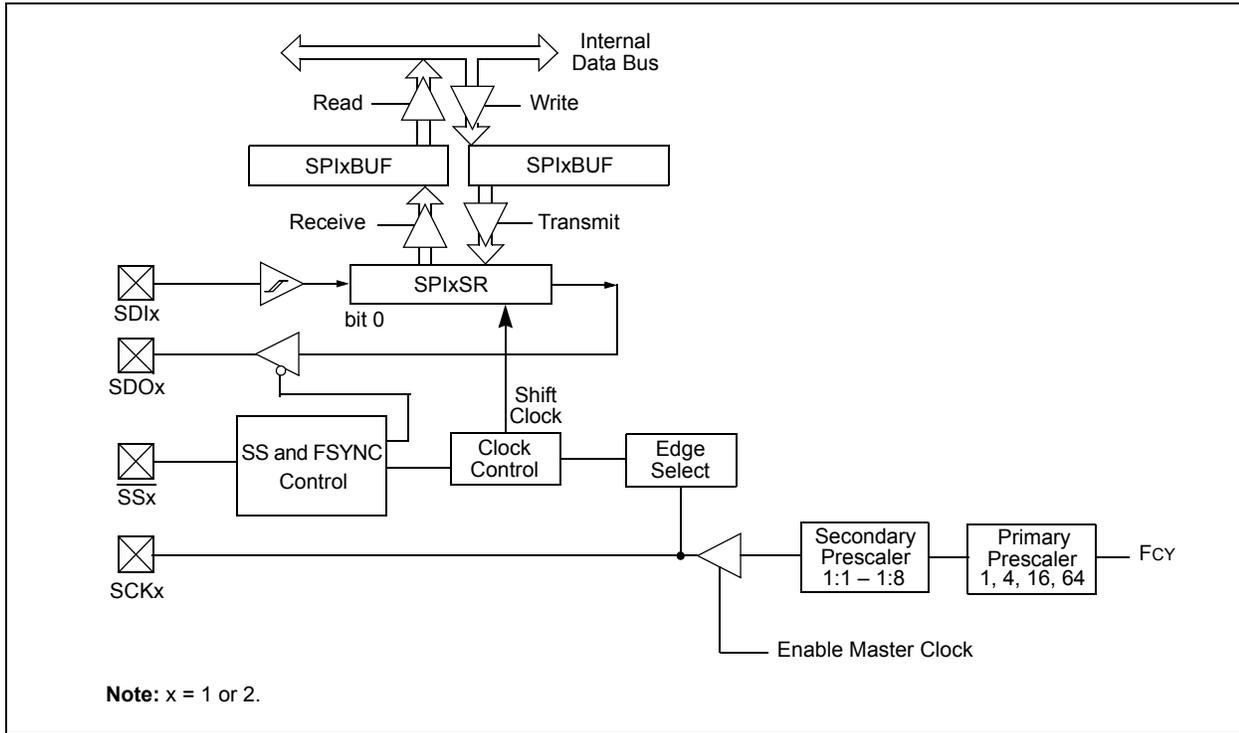 Internal
Data Bus
Read
Write
SPIxBUF
SPIxBUF
Receive
Transmit
SPIxSR
SDIx
bit 0
SDOx
Shift
Clock
SS and FSYNC
Control
Clock
Control
Edge
Select
SSx
Secondary
Prescaler
1:1 – 1:8
Primary
Prescaler
1, 4, 16, 64
FCY
SCKx
Enable Master Clock
Note: x = 1 or 2.